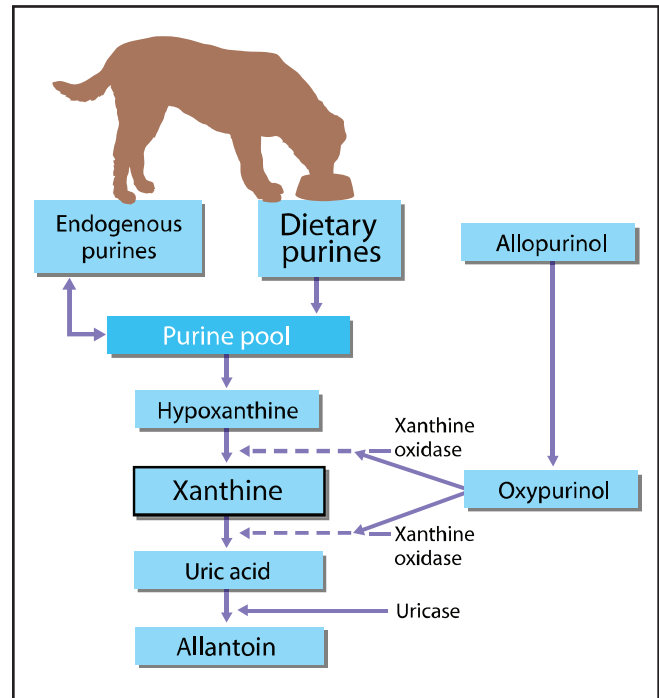 Endogenous
purines
Dietary
purines
Allopurinol
Purine pool
Hypoxanthine
Xanthine
oxidase
Xanthine
Oxypurinol
Xanthine
oxidase
Uric acid
Uricase
Allantoin